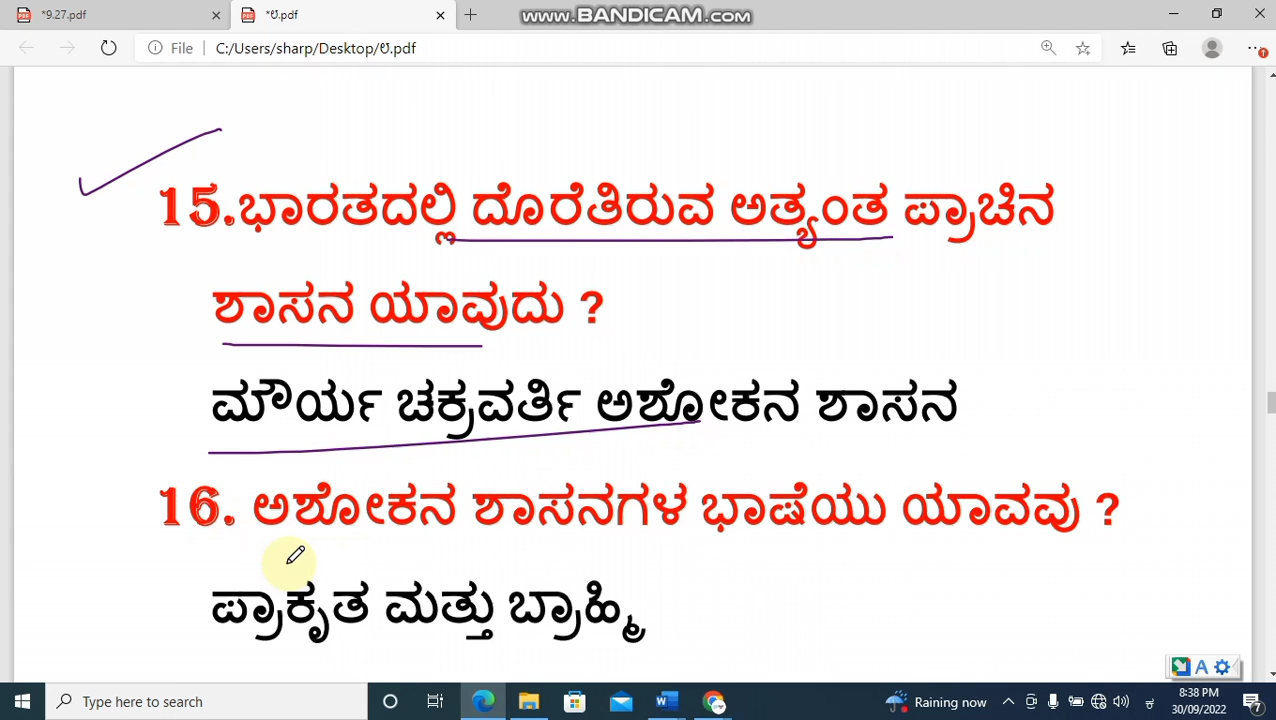 *9.27.pdf
*ಅ.pdf
www.BANDICAM.com
File C:/Users/sharp/Desktop/ಅ.pdf
15.ಭಾರತದಲ್ಲಿ ದೊರೆತಿರುವ ಅತ್ಯಂತ ಪ್ರಾಚಿನ
ಶಾಸನ ಯಾವುದು ?
ಮೌರ್ಯ ಚಕ್ರವರ್ತಿ ಅಶೋಕನ ಶಾಸನ
16. ಅಶೋಕನ ಶಾಸನಗಳ ಭಾಷೆಯು ಯಾವವು ?
ಪ್ರಾಕೃತ ಮತ್ತು ಬ್ರಾಹ್ಮಿ
A
Type here to search
Raining now
8:38 PM
30/09/2022
7